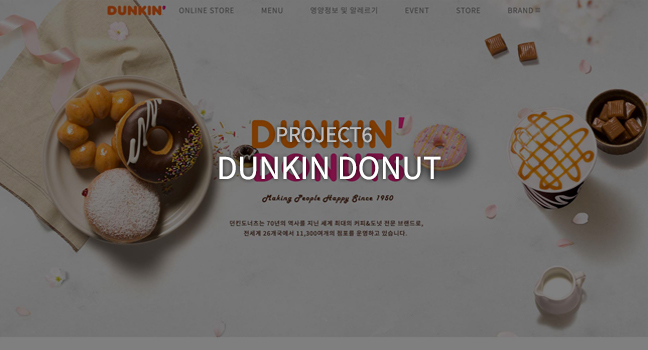 DUNKIN'
ONLINE STORE
MENU
영양정보 및 알레르기
EVENT
STORE
BRAND
DUNKIN'
PROJECT6
DUNKIN DONUT
Making People Happy Since 1950
던킨도너츠는 70년의 역사를 지닌 세계 최대의 커피&도넛 전문 브랜드로,
전세계 26개국에서 11,300여개의 점포를 운영하고 있습니다.